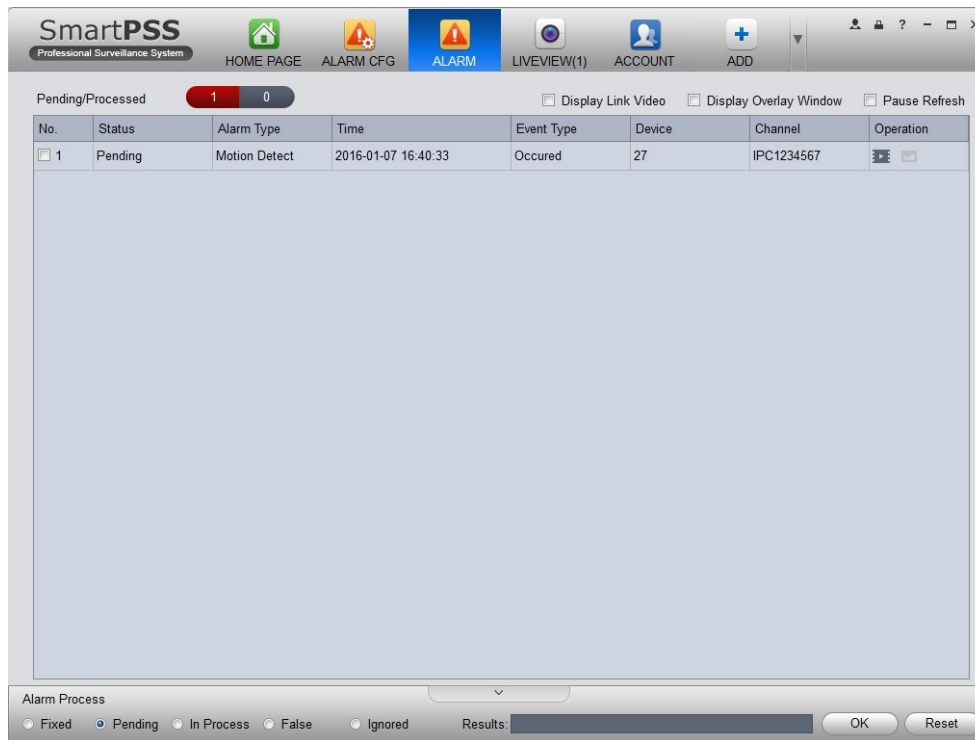 SmartPSS
Professional Surveillance System
HOME PAGE ALARM CFG ALARM LIVEVIEW(1) ACCOUNT ADD
Pending/Processed 1 0 Display Link Video Display Overlay Window Pause Refresh
No. Status Alarm Type Time Event Type Device Channel Operation
1 Pending Motion Detect 2016-01-07 16:40:33 Occured 27 IPC1234567
Alarm Process
Fixed Pending In Process False Ignored Results: OK Reset